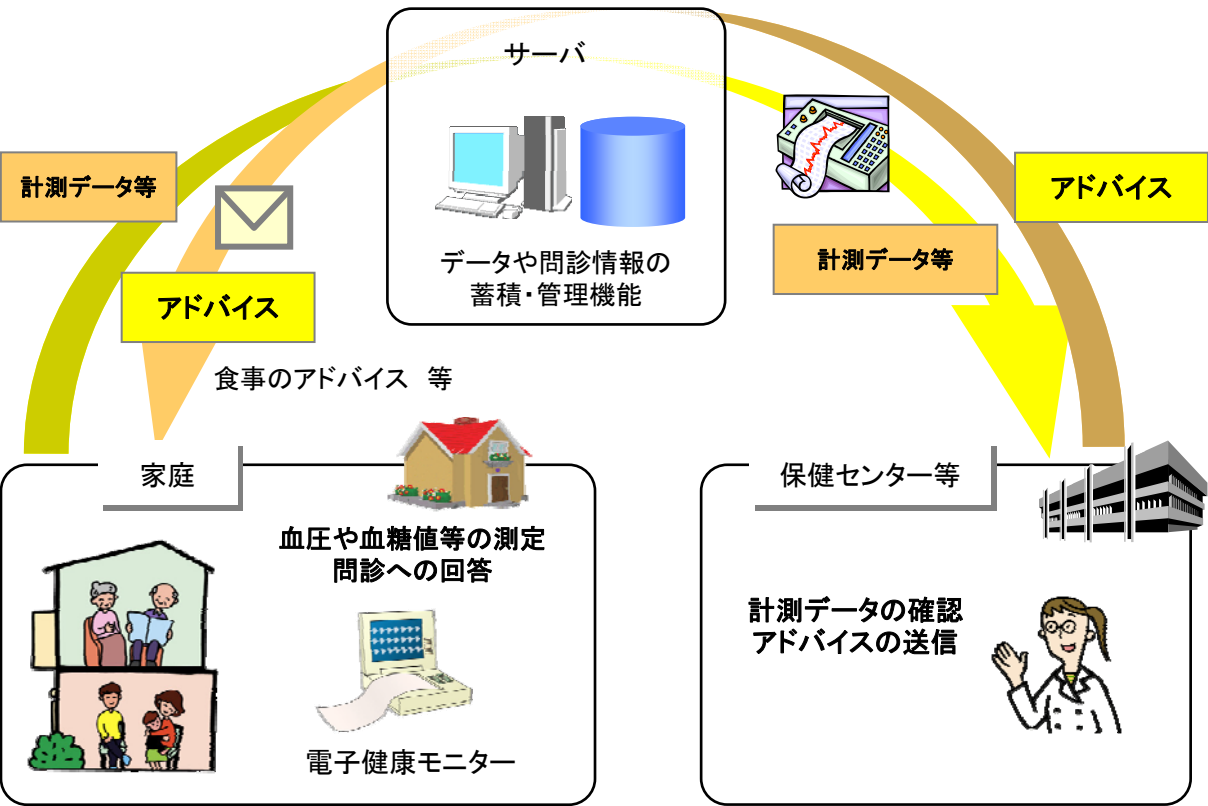 サーバ
データや問診情報の
蓄積・管理機能
計測データ等
アドバイス
食事のアドバイス 等
計測データ等
アドバイス
家庭
血圧や血糖値等の測定
問診への回答
電子健康モニター
保健センター等
計測データの確認
アドバイスの送信